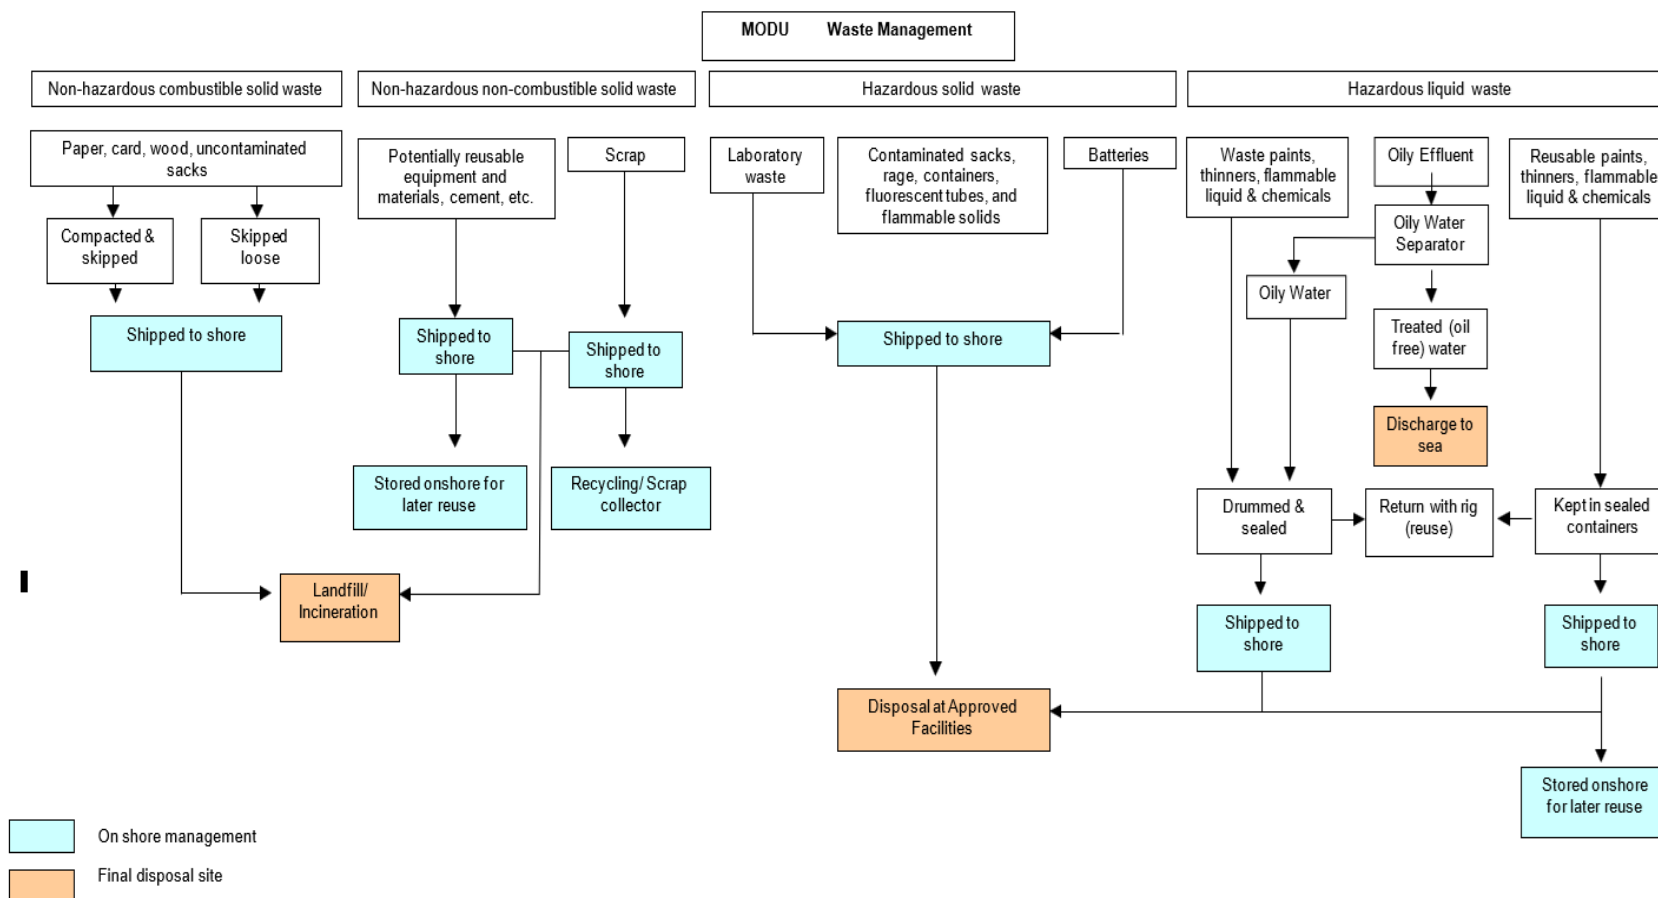 MODU Waste Management
Non-hazardous combustible solid waste
Non-hazardous non-combustible solid waste
Hazardous solid waste
Hazardous liquid waste
Paper, card, wood, uncontaminated
sacks
Potentially reusable
equipment and
materials, cement, etc.
Scrap
Laboratory
waste
Contaminated sacks,
rage, containers,
fluorescent tubes, and
flammable solids
Batteries
Waste paints,
thinners, flammable
liquid & chemicals
Oily Effluent
Reusable paints,
thinners, flammable
liquid & chemicals
Compacted &
skipped
Skipped
loose
Oily Water
Separator
Oily Water
Shipped to shore
Shipped to
shore
Shipped to
shore
Shipped to shore
Treated (oil
free) water
Discharge to
sea
Stored onshore for
later reuse
Recycling/ Scrap
collector
Drummed &
sealed
Return with rig
(reuse)
Kept in sealed
containers
Landfill/
Incineration
Shipped to
shore
Shipped to
shore
Disposal at Approved
Facilities
Stored onshore
for later reuse
On shore management
Final disposal site